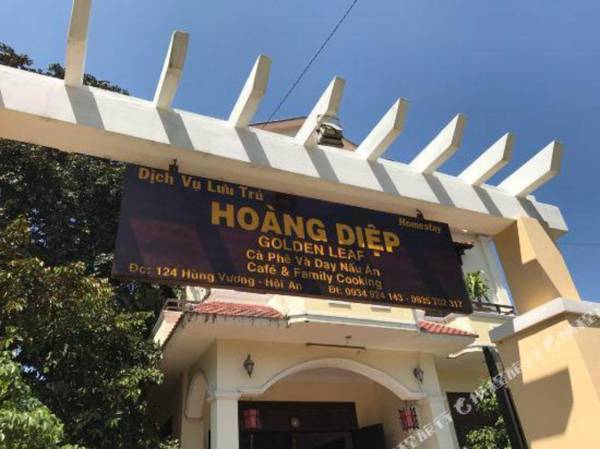 Dịch Vụ Lưu Trú
Homestay
HOÀNG DIỆP
GOLDEN LEAF
Cà Phê Và Dạy Nấu Ăn
Café & Family Cooking
Đc: 124 Hùng Vương - Hội An Đt: 0934 924 143 - 0935 202 317